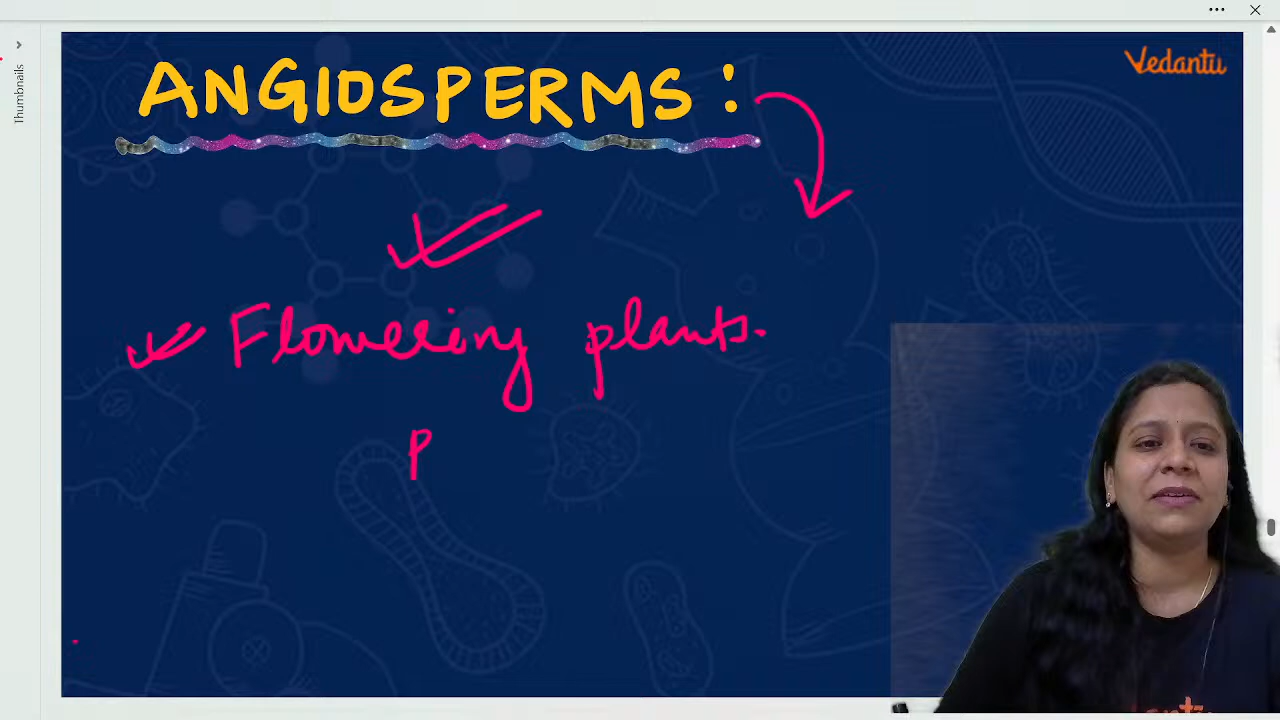 Thumbnails
Vedantu
ANGIOSPERMS :
Flowering plants.
P